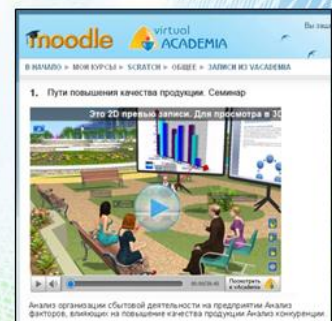 Вы заш
moodle virtual ACADEMIA
В НАЧАЛО ► МОИ КУРСЫ ► SCRATCH ► ОБЩЕЕ ► ЗАПИСИ ИЗ VACADEMIA
1. Пути повышения качества продукции. Семинар
Это 2D превью записи. Для просмотра в 3D
Посмотреть в vAcademia
Анализ организации сбытовой деятельности на предприятии Анализ
факторов, влияющих на повышение качества продукции Анализ конкуренции